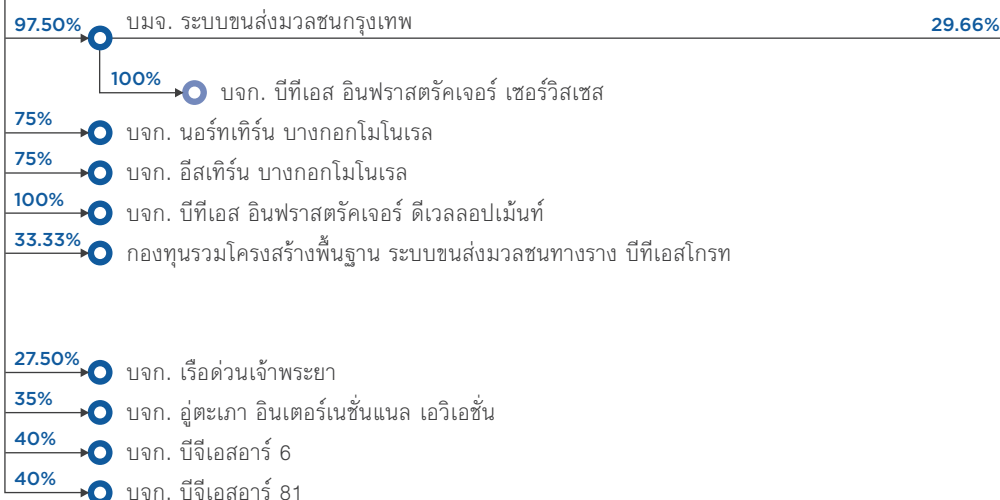 97.50% บมจ. ระบบขนส่งมวลชนกรุงเทพ 29.66%
100% บจก. บีทีเอส อินฟราสตรัคเจอร์ เซอร์วิสเซส
75% บจก. นอร์ทเทิร์น บางกอกโมโนเรล
75% บจก. อีสเทิร์น บางกอกโมโนเรล
100% บจก. บีทีเอส อินฟราสตรัคเจอร์ ดีเวลลอปเม้นท์
33.33% กองทุนรวมโครงสร้างพื้นฐาน ระบบขนส่งมวลชนทางราง บีทีเอสโกรท
27.50% บจก. เรือด่วนเจ้าพระยา
35% บจก. อู่ตะเภา อินเตอร์เนชั่นแนล เอวิเอชั่น
40% บจก. บีจีเอสอาร์ 6
40% บจก. บีจีเอสอาร์ 81